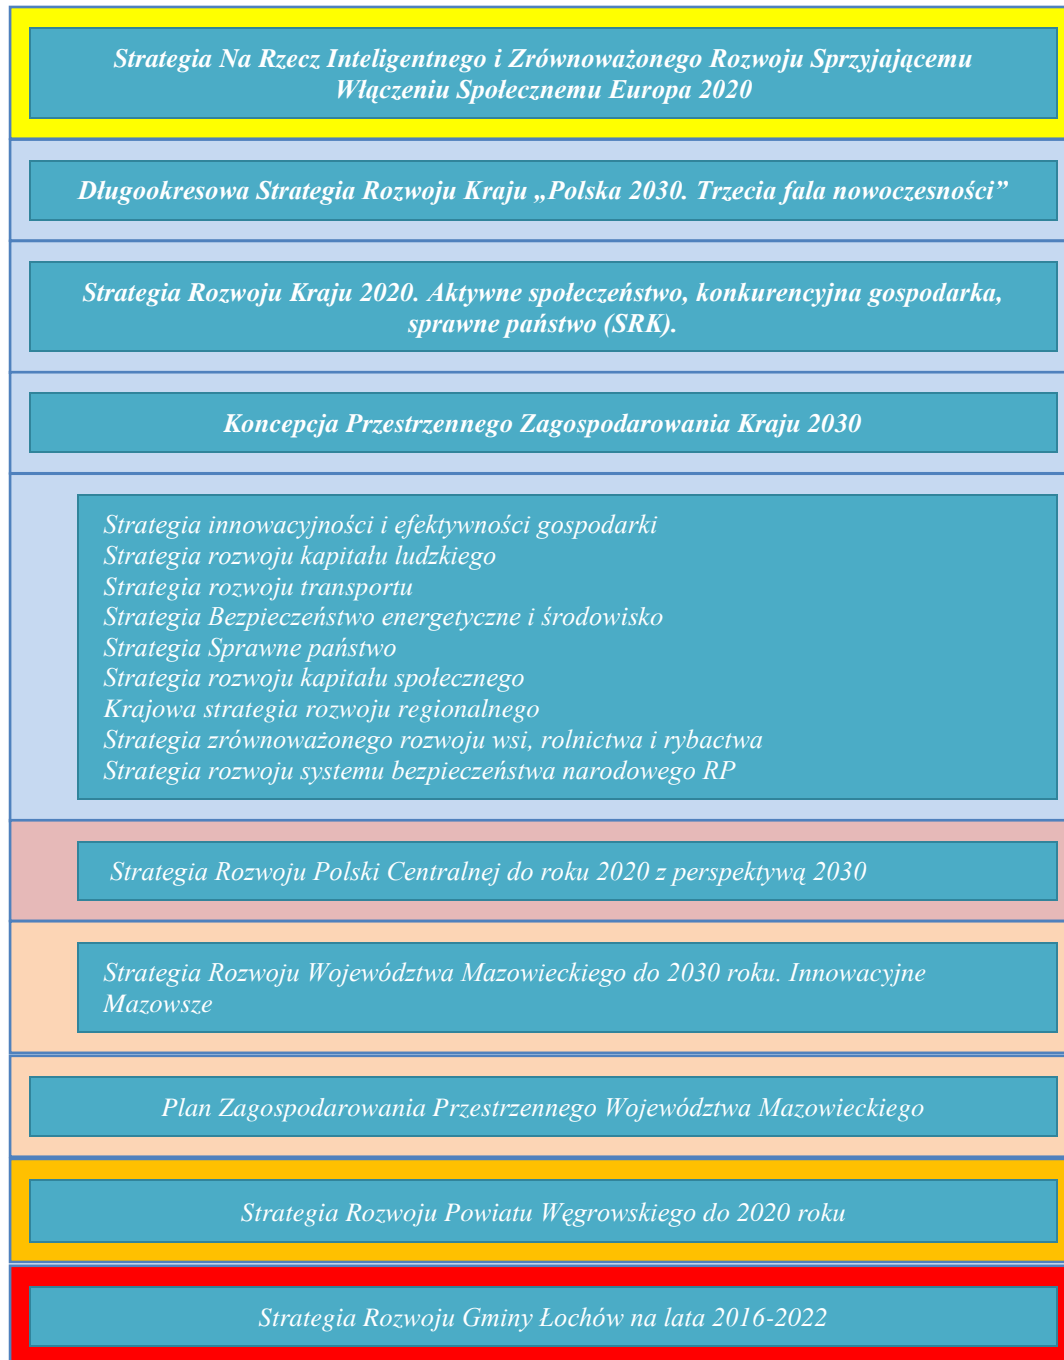 Strategia Na Rzecz Inteligentnego i Zrównoważonego Rozwoju Sprzyjającemu
Włączeniu Społecznemu Europa 2020
Długookresowa Strategia Rozwoju Kraju „Polska 2030. Trzecia fala nowoczesności”
Strategia Rozwoju Kraju 2020. Aktywne społeczeństwo, konkurencyjna gospodarka,
sprawne państwo (SRK).
Koncepcja Przestrzennego Zagospodarowania Kraju 2030
Strategia innowacyjności i efektywności gospodarki
Strategia rozwoju kapitału ludzkiego
Strategia rozwoju transportu
Strategia Bezpieczeństwo energetyczne i środowisko
Strategia Sprawne państwo
Strategia rozwoju kapitału społecznego
Krajowa strategia rozwoju regionalnego
Strategia zrównoważonego rozwoju wsi, rolnictwa i rybactwa
Strategia rozwoju systemu bezpieczeństwa narodowego RP
Strategia Rozwoju Polski Centralnej do roku 2020 z perspektywą 2030
Strategia Rozwoju Województwa Mazowieckiego do 2030 roku. Innowacyjne
Mazowsze
Plan Zagospodarowania Przestrzennego Województwa Mazowieckiego
Strategia Rozwoju Powiatu Węgrowskiego do 2020 roku
Strategia Rozwoju Gminy Łochów na lata 2016-2022